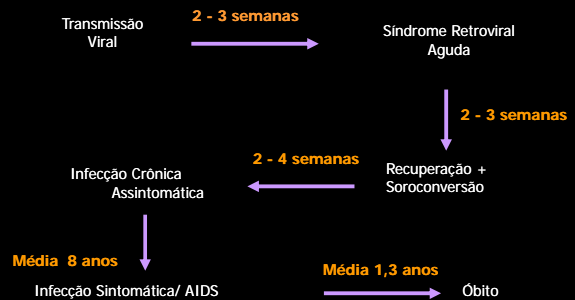 Transmissão
Viral
2 - 3 semanas
Síndrome Retroviral
Aguda
2 - 3 semanas
Recuperação +
Soroconversão
2 - 4 semanas
Infecção Crônica
Assintomática
Média 8 anos
Infecção Sintomática/ AIDS
Média 1,3 anos
Óbito